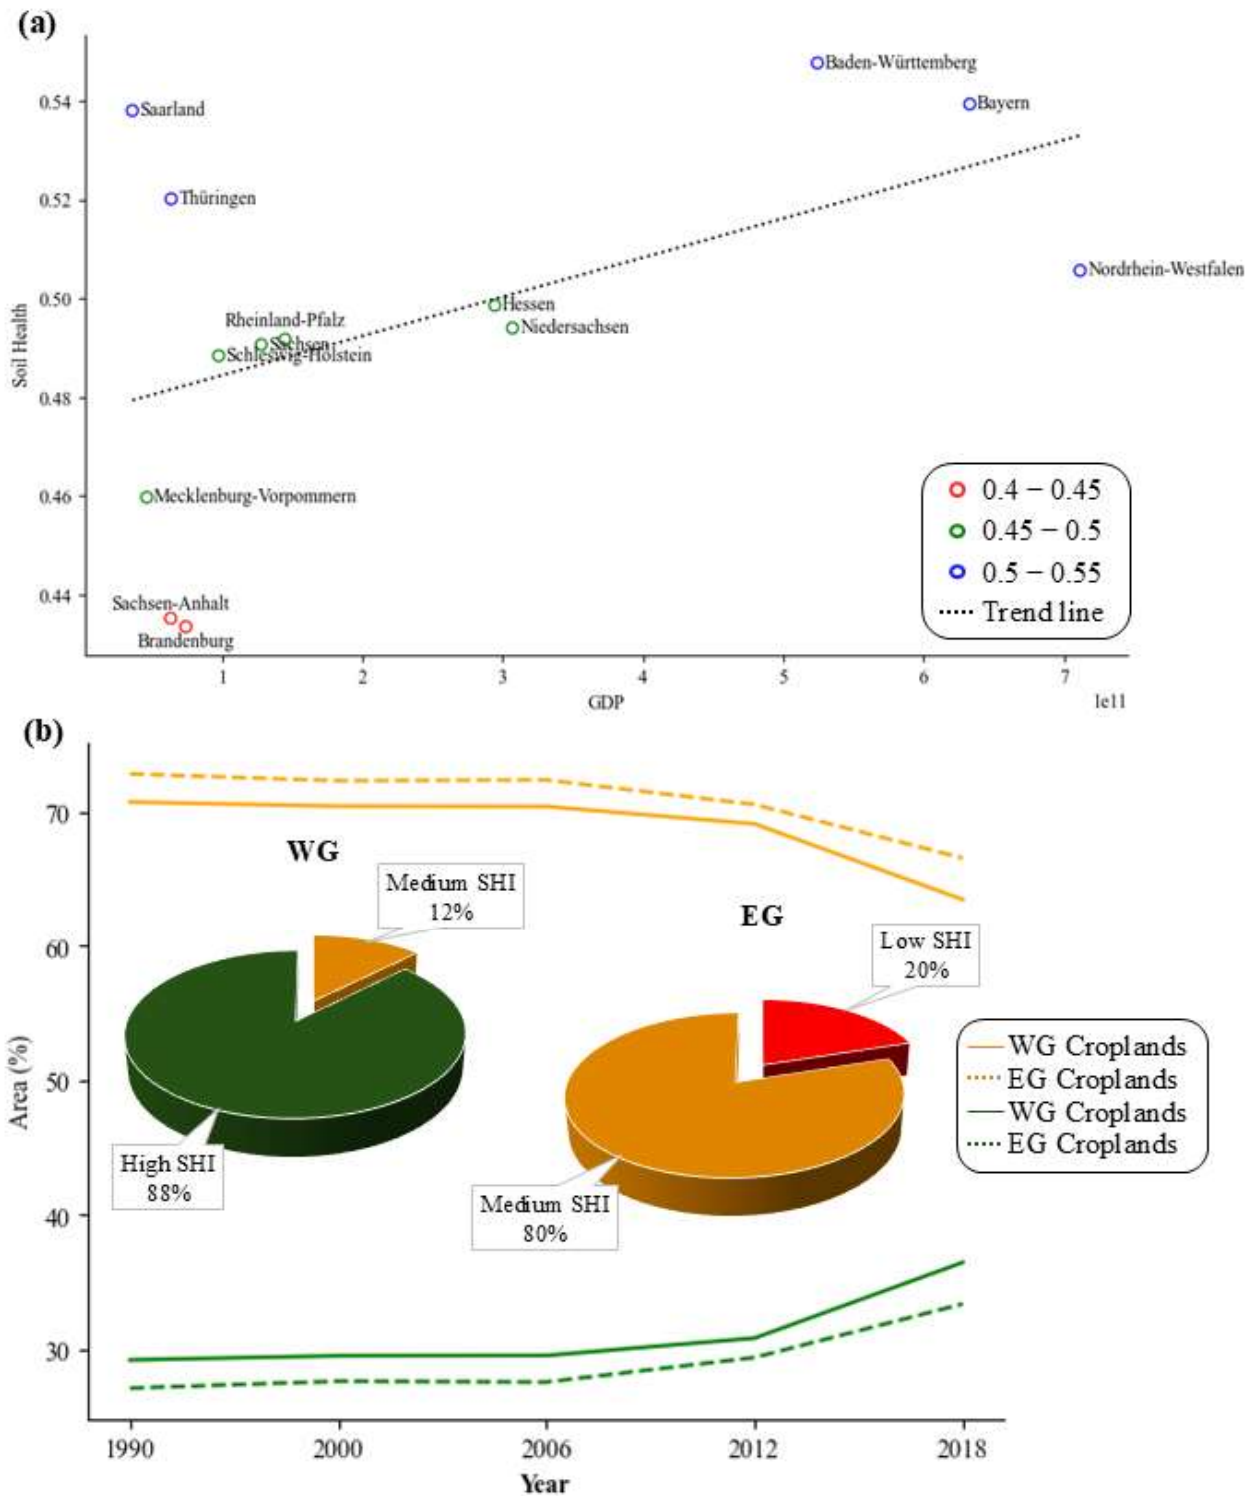 (a)
Baden-Württemberg
0.54
Saarland
Bayern
0.52
Thüringen
Nordrhein-Westfalen
0.50
Hessen
Rheinland-Pfalz
Niedersachsen
Sachsen
Schleswig-Holstein
Soil Health
0.48
0.46
Mecklenburg-Vorpommern
0.44
Sachsen-Anhalt
Brandenburg
0.4 – 0.45
0.45 – 0.5
0.5 – 0.55
Trend line
1 2 3 4 5 6 7
GDP
1e11
(b)
70
WG
Medium SHI
12%
EG
Low SHI
20%
60
50
Area (%)
WG Croplands
EG Croplands
WG Croplands
EG Croplands
High SHI
88%
Medium SHI
80%
40
30
1990 2000 2006 2012 2018
Year